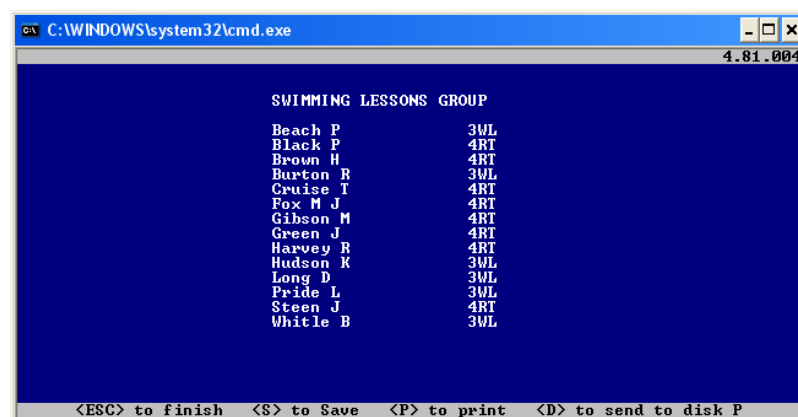 C:\WINDOWS\system32\cmd.exe
4.81.004
SWIMMING LESSONS GROUP
Beach P 3WL
Black P 4RT
Brown H 4RT
Burton R 3WL
Cruise T 4RT
Fox M J 4RT
Gibson M 4RT
Green J 4RT
Harvey R 4RT
Hudson K 3WL
Long D 3WL
Pride L 3WL
Steen J 4RT
Whitle B 3WL
<ESC> to finish <S> to Save <P> to print <D> to send to disk P